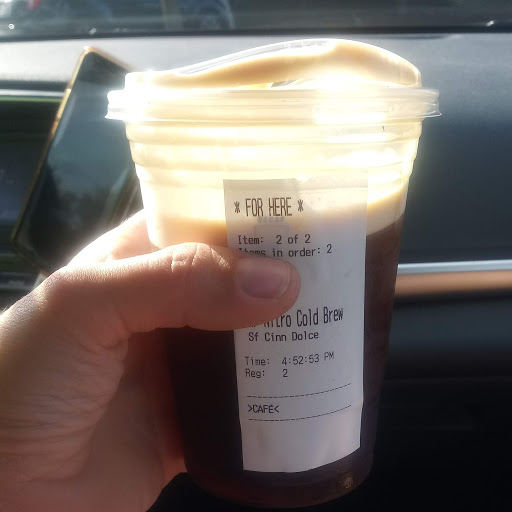 * FOR HERE *
Item: 2 of 2
Items in order: 2
Nitro Cold Brew
Sf Cinn Dolce
Time: 4:52:53 PM
Reg: 2
>CAFÉ<